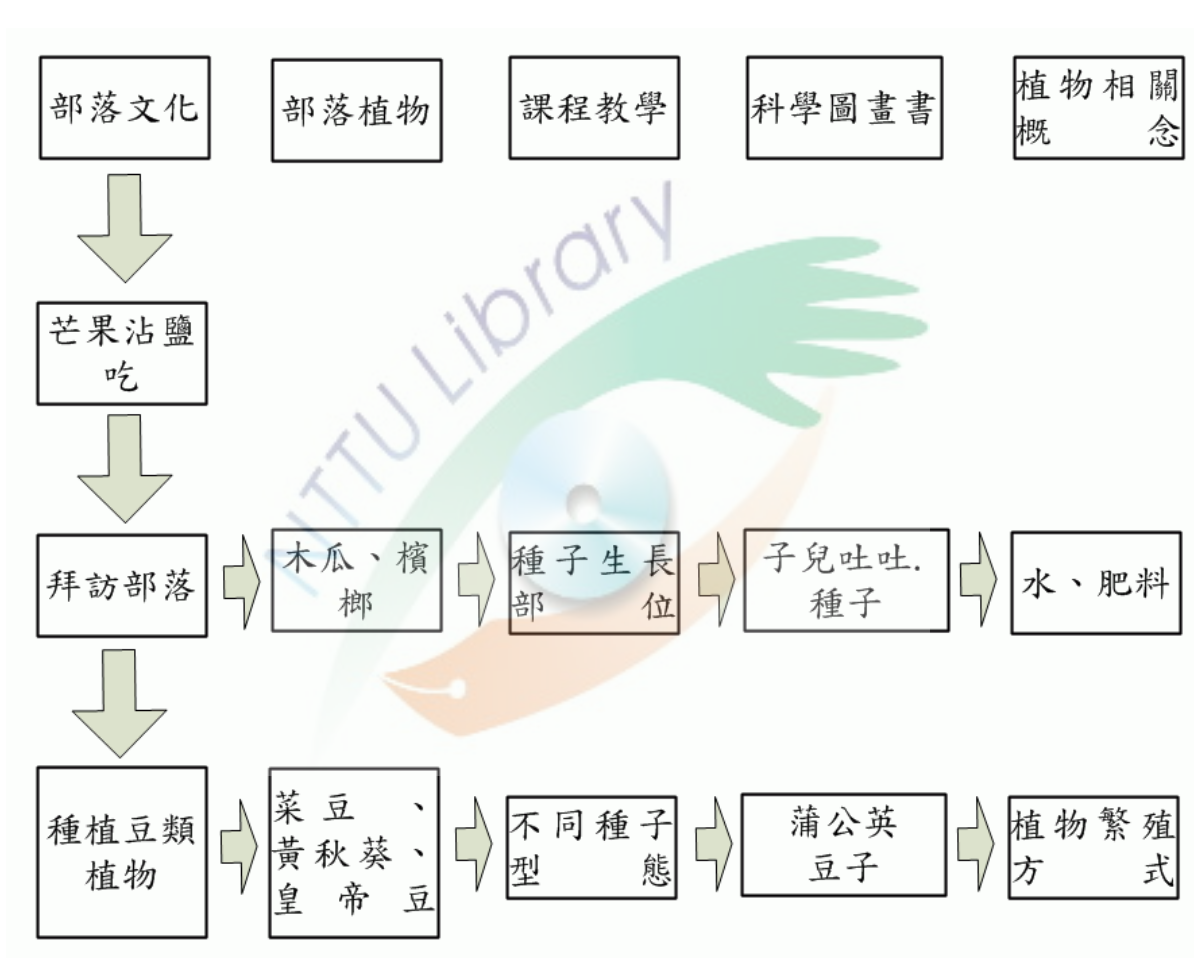 部落文化
部落植物
課程教學
科學圖畫書
植物相關
概念
NTTU Library
芒果沾鹽
吃
拜訪部落
木瓜、檳
榔
種子生長
部位
子兒吐吐.
種子
水、肥料
種植豆類
植物
菜豆、
黃秋葵、
皇帝豆
不同種子
型態
蒲公英
豆子
植物繁殖
方式